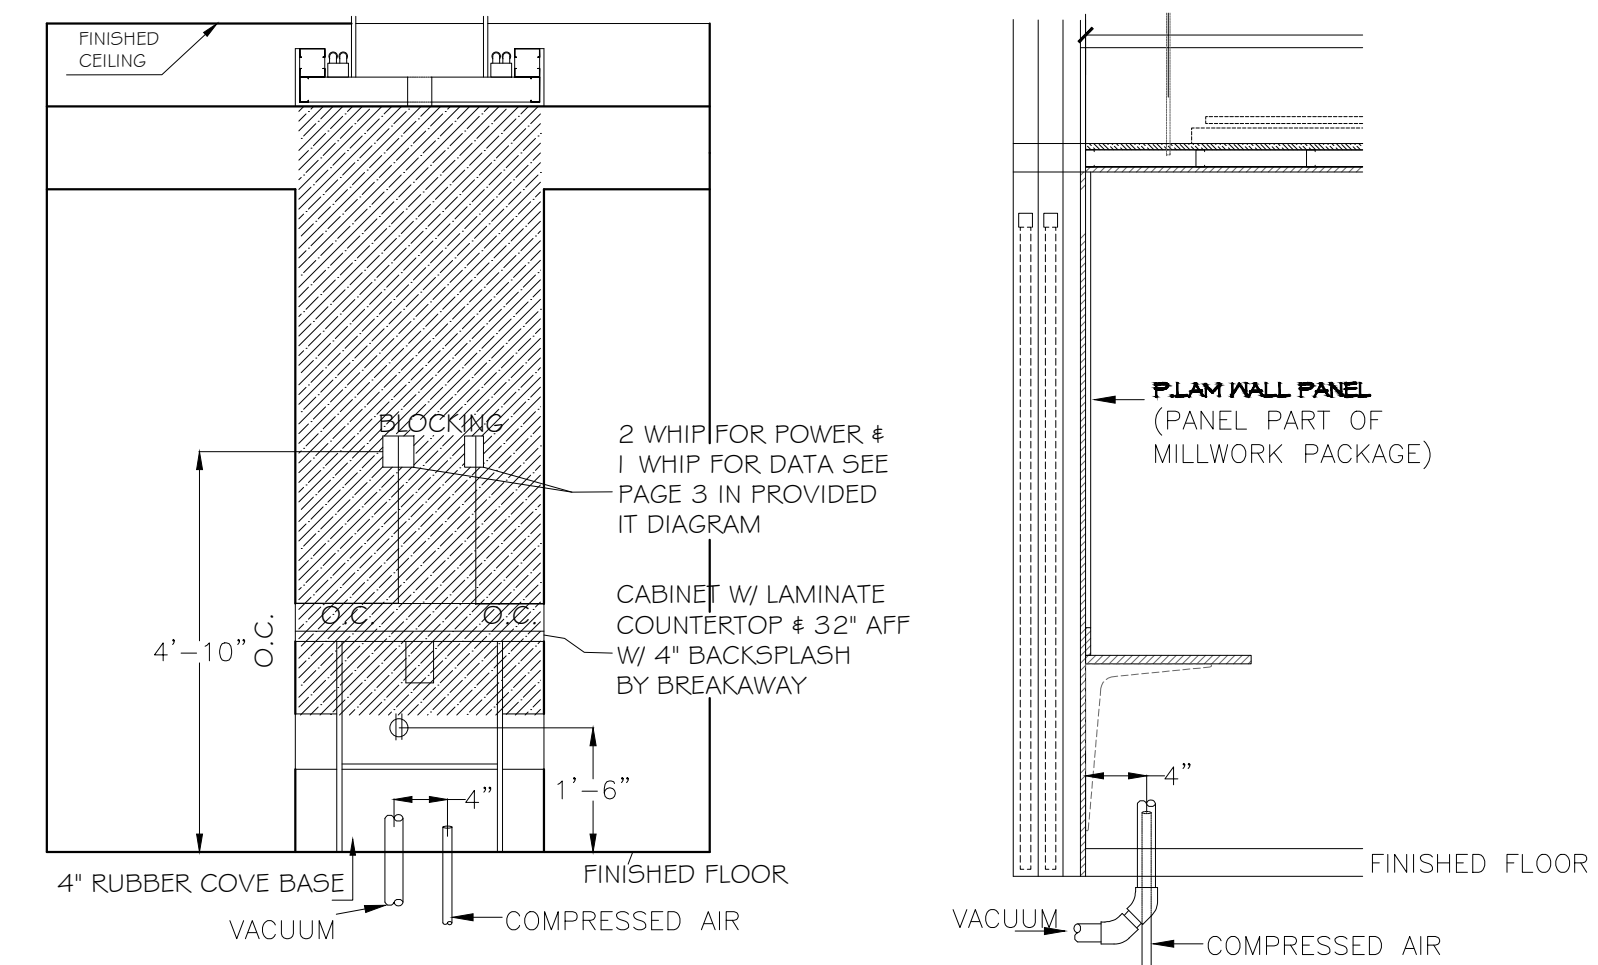 FINISHED
CEILING
BLOCKING
2 WHIP FOR POWER &
1 WHIP FOR DATA SEE
PAGE 3 IN PROVIDED
IT DIAGRAM
O.C.
O.C.
4'-10"
O.C.
CABINET W/ LAMINATE
COUNTERTOP & 32" AFF
W/ 4" BACKSPLASH
BY BREAKAWAY
4"
1'-6"
4" RUBBER COVE BASE
FINISHED FLOOR
VACUUM
COMPRESSED AIR
P.LAM WALL PANEL
(PANEL PART OF
MILLWORK PACKAGE)
4"
FINISHED FLOOR
VACUUM
COMPRESSED AIR